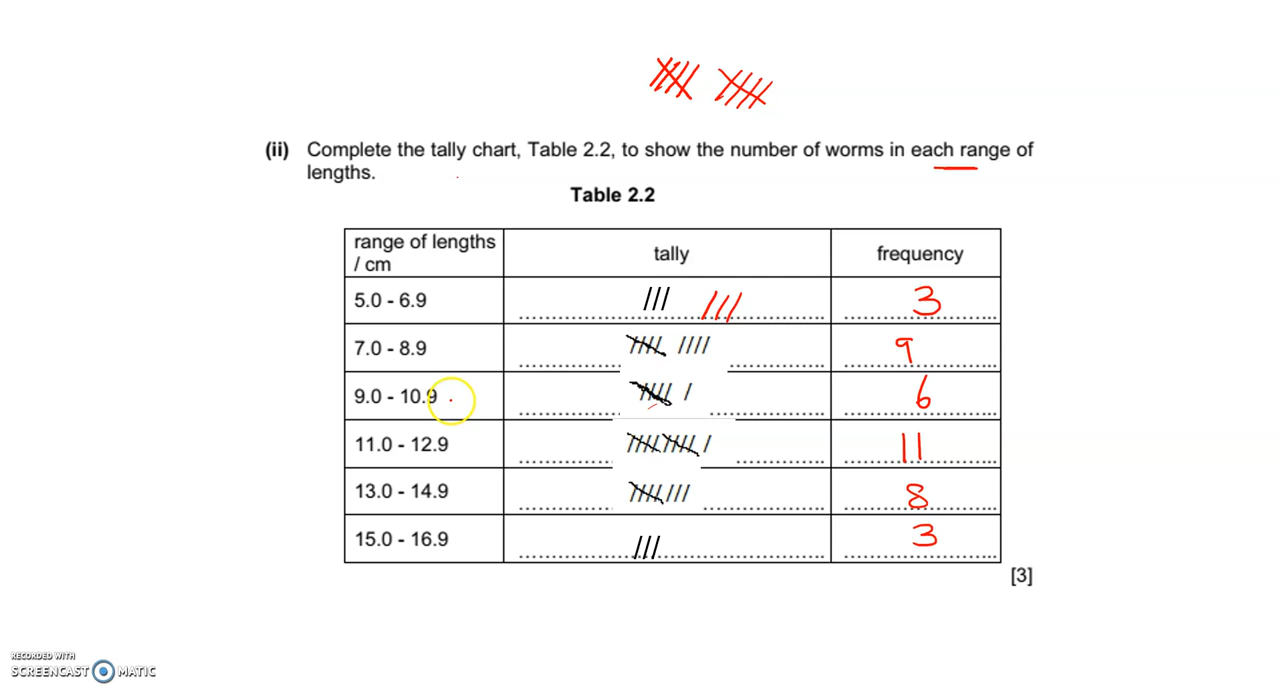 (ii) Complete the tally chart, Table 2.2, to show the number of worms in each range of
lengths.
Table 2.2
range of lengths
/ cm
tally
frequency
5.0 - 6.9 /// /// 3
7.0 - 8.9 9
9.0 - 10.9 6
11.0 - 12.9 11
13.0 - 14.9 8
15.0 - 16.9 /// 3
[3]
RECORDED WITH
SCREENCAST MATIC